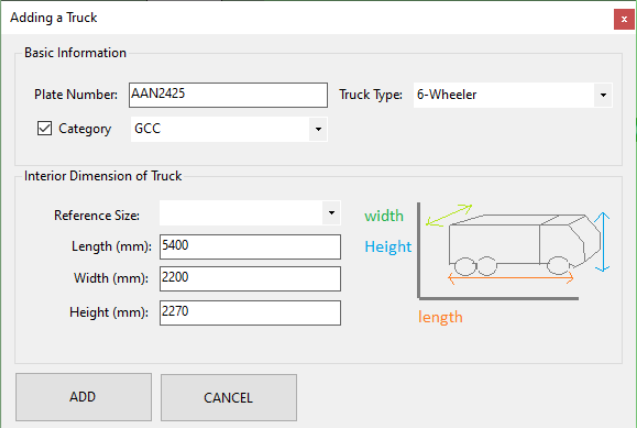 Adding a Truck
x
Basic Information
Plate Number: AAN2425 Truck Type: 6-Wheeler
Category GCC
Interior Dimension of Truck
Reference Size:
Length (mm): 5400
Width (mm): 2200
Height (mm): 2270
width
Height
length
ADD CANCEL